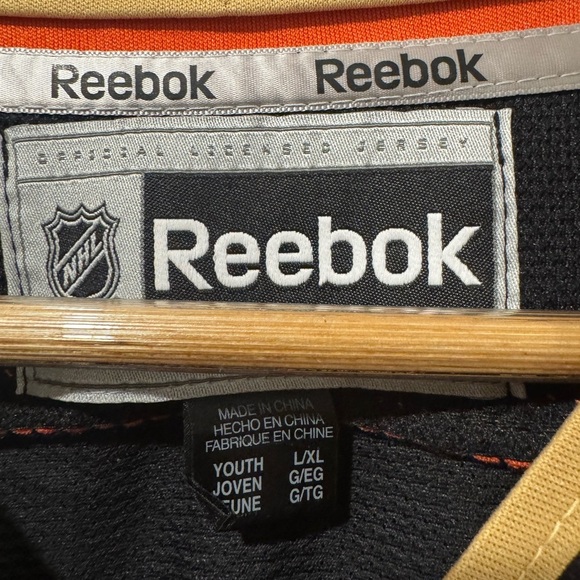 Reebok Reebok
OFFICIAL LICENSED JERSEY
NHL
Reebok
MADE IN CHINA
HECHO EN CHINA
FABRIQUE EN CHINE
YOUTH L/XL
JOVEN G/EG
JEUNE G/TG